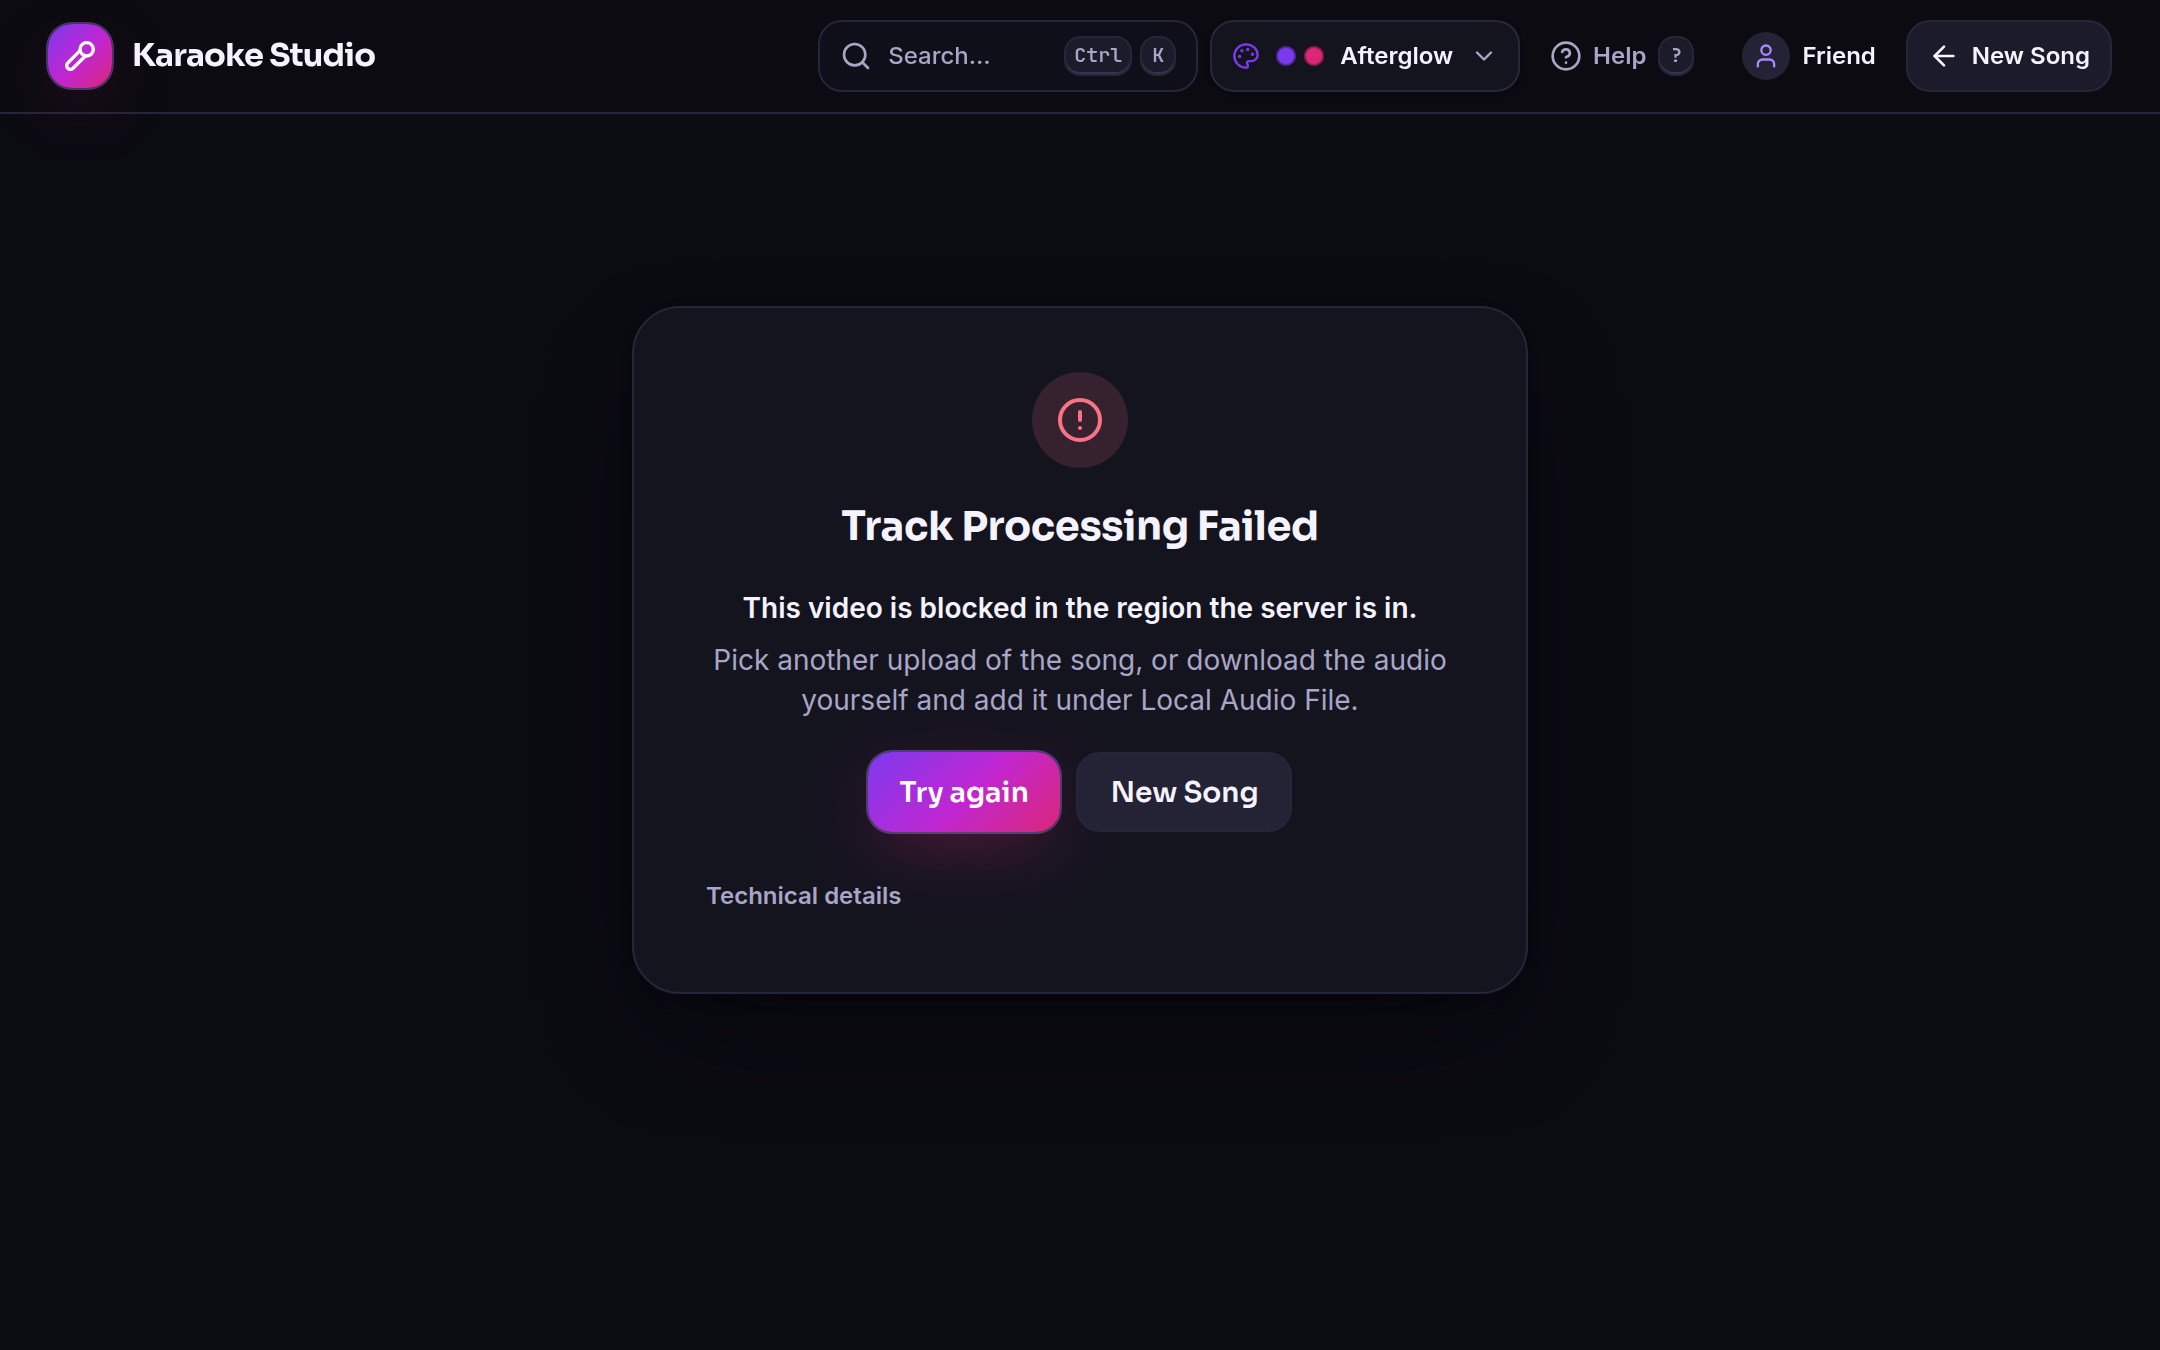 Karaoke Studio
Search... Ctrl K
Afterglow
Help ?
Friend
New Song
Track Processing Failed
This video is blocked in the region the server is in.
Pick another upload of the song, or download the audio
yourself and add it under Local Audio File.
Try again
New Song
Technical details